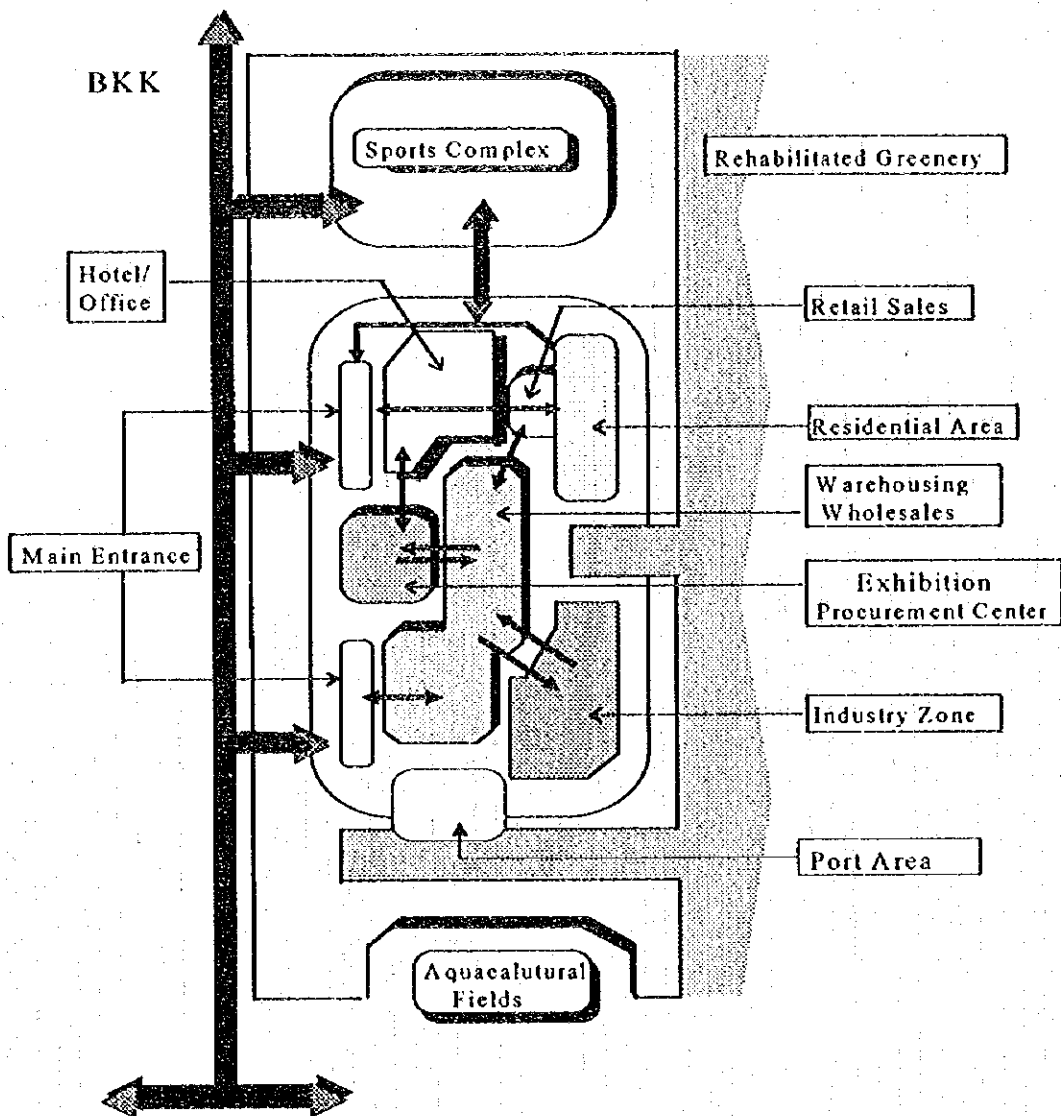 BKK
Sports Complex
Rehabilitated Greenery
Hotel/
Office
Retail Sales
Residential Area
Warehousing
Wholesales
Main Entrance
Exhibition
Procurement Center
Industry Zone
Port Area
Aquacalutural
Fields